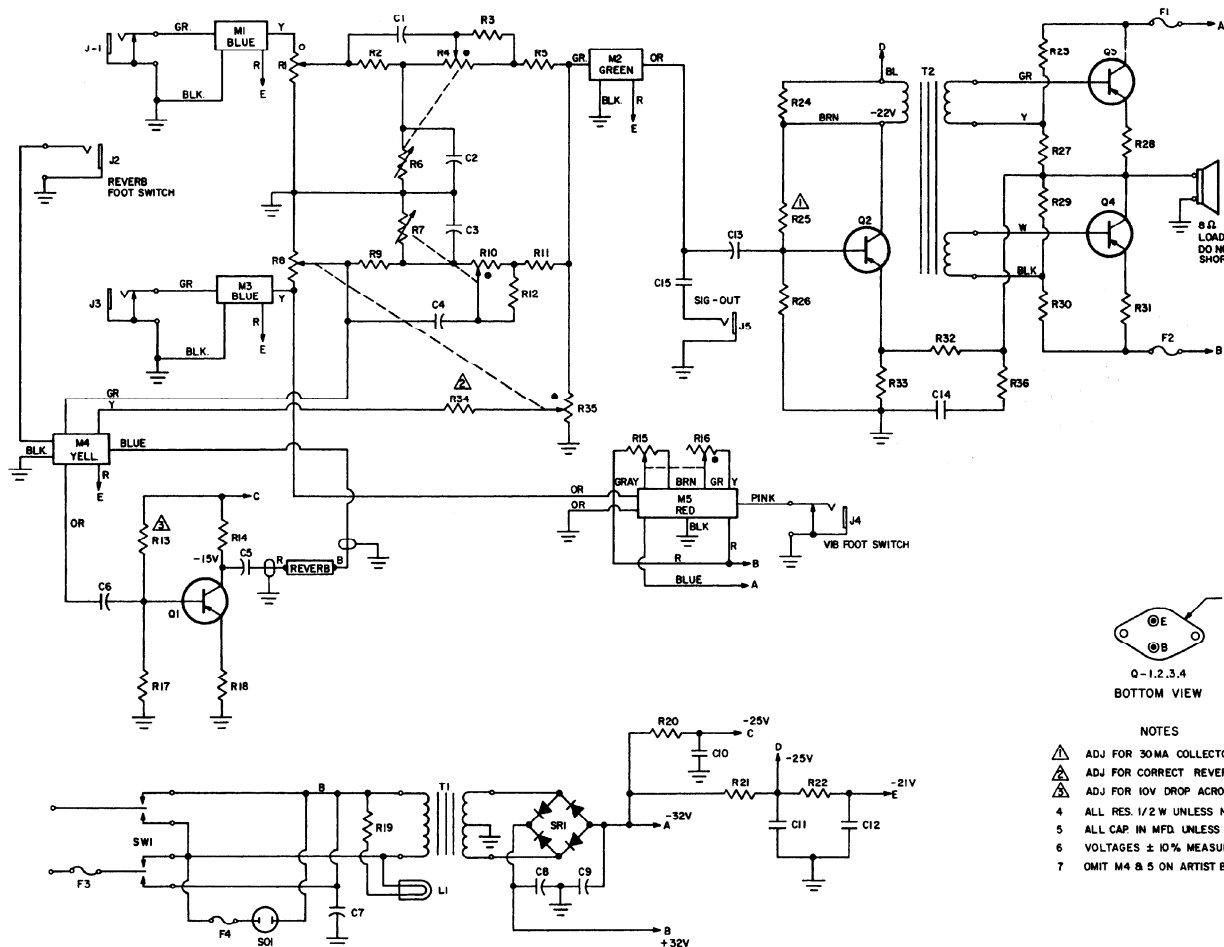 J-1
GR.
M1
BLUE
Y
R
E
BLK.
R1
C1
R3
R2
R4
R5
GR.
M2
GREEN
OR
BLK.
R
E
R6
C2
R7
C3
J2
REVERB
FOOT SWITCH
J3
GR
M3
BLUE
Y
R
E
BLK.
R8
R9
R10
R11
R12
C4
C13
C15
SIG-OUT
J5
D
BL
R24
BRN
-22V
T2
1
R25
R26
Q2
R33
R32
C14
R36
GR
Y
W
BLK
R27
R29
R30
Q4
R28
R31
F1
A
F2
B
8 Ω
LOAD
GR
Y
2
R34
R35
M4
YELL.
BLK.
BLUE
R
E
OR
C
3
R13
R14
-15V
C5
R
REVERB
B
C6
Q1
R17
R18
R15
R16
GRAY
BRN
GR
Y
OR
OR
M5
RED
BLK
PINK
J4
VIB FOOT SWITCH
R
R
B
BLUE
A
E
B
Q-1.2.3.4
BOTTOM VIEW
SW1
F3
F4
SO1
B
C7
R19
L1
T1
SR1
C8
C9
R20
-25V
C
C10
-32V
A
B
+32V
R21
D
-25V
R22
-21V
E
C11
C12
NOTES
1 ADJ FOR 30MA
2 ADJ FOR CORRECT
3 ADJ FOR 10V DROP
4 ALL RES. 1/2 W UNLESS
5 ALL CAP. IN MFD. UNLESS
6 VOLTAGES ± 10%
7 OMIT M4 & 5 ON ARTIST